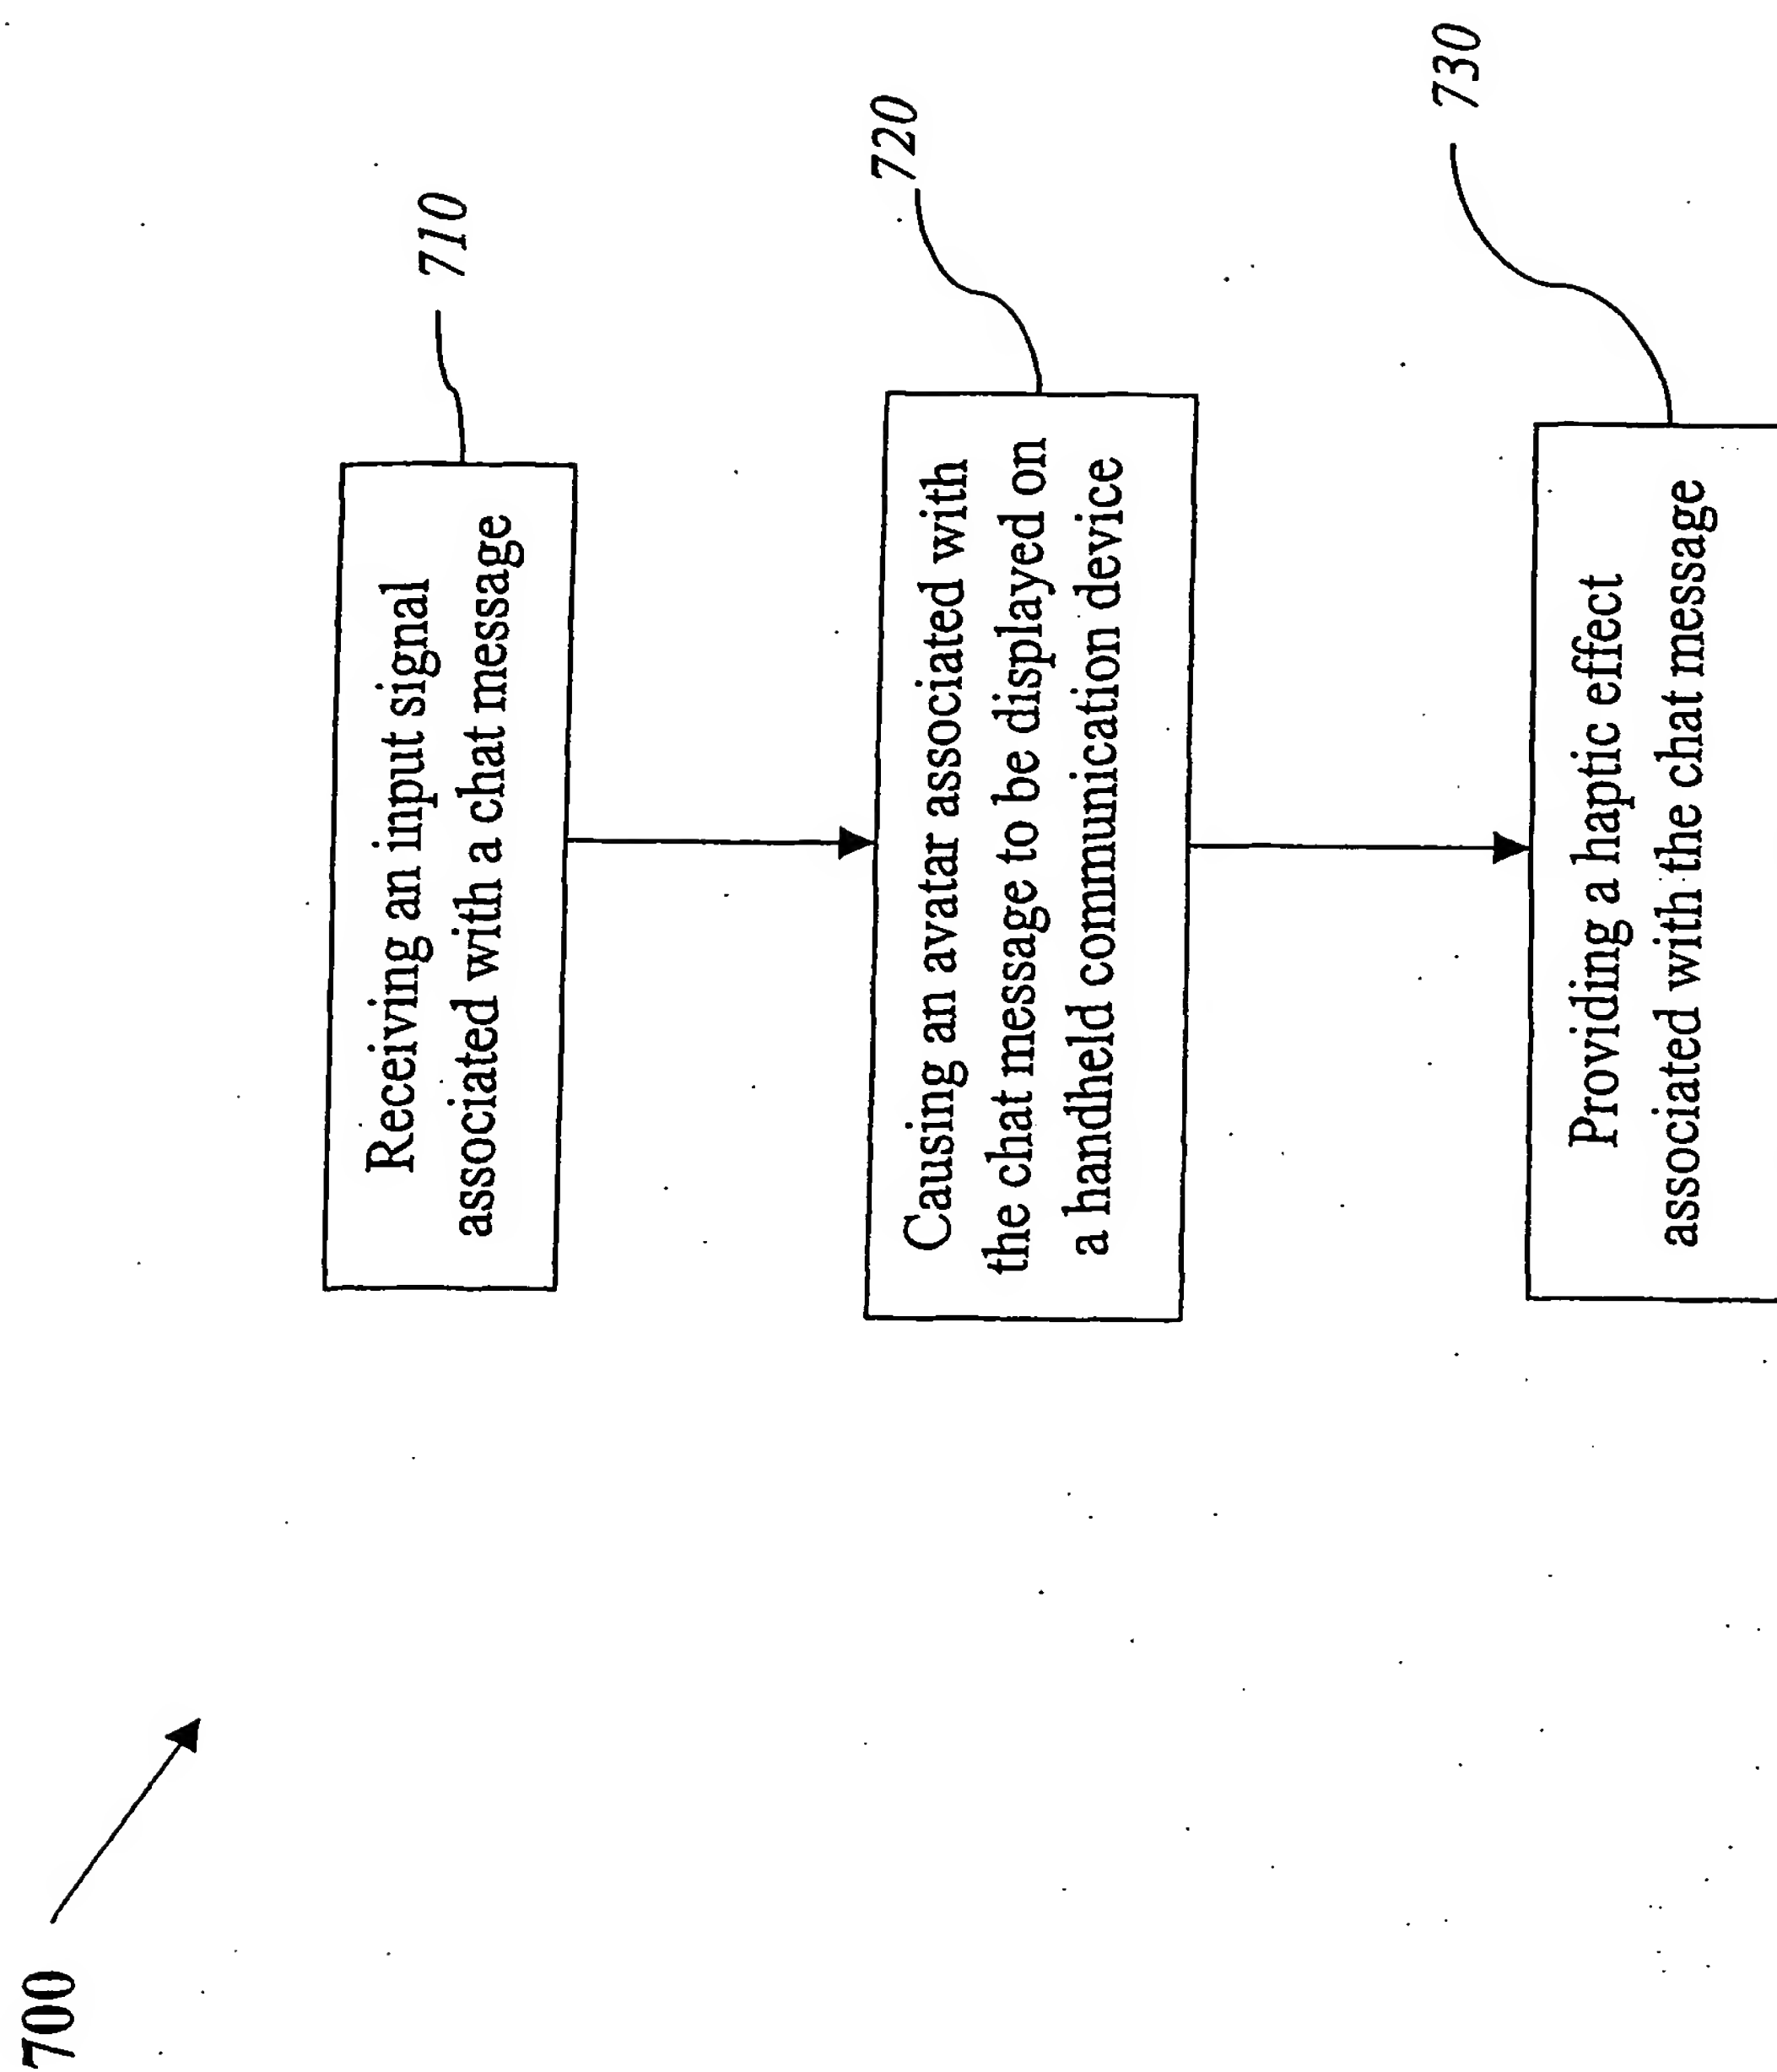 700
710
Receiving an input signal
associated with a chat message
720
Causing an avatar associated with
the chat message to be displayed on
a handheld communication device
730
Providing a haptic effect
associated with the chat message